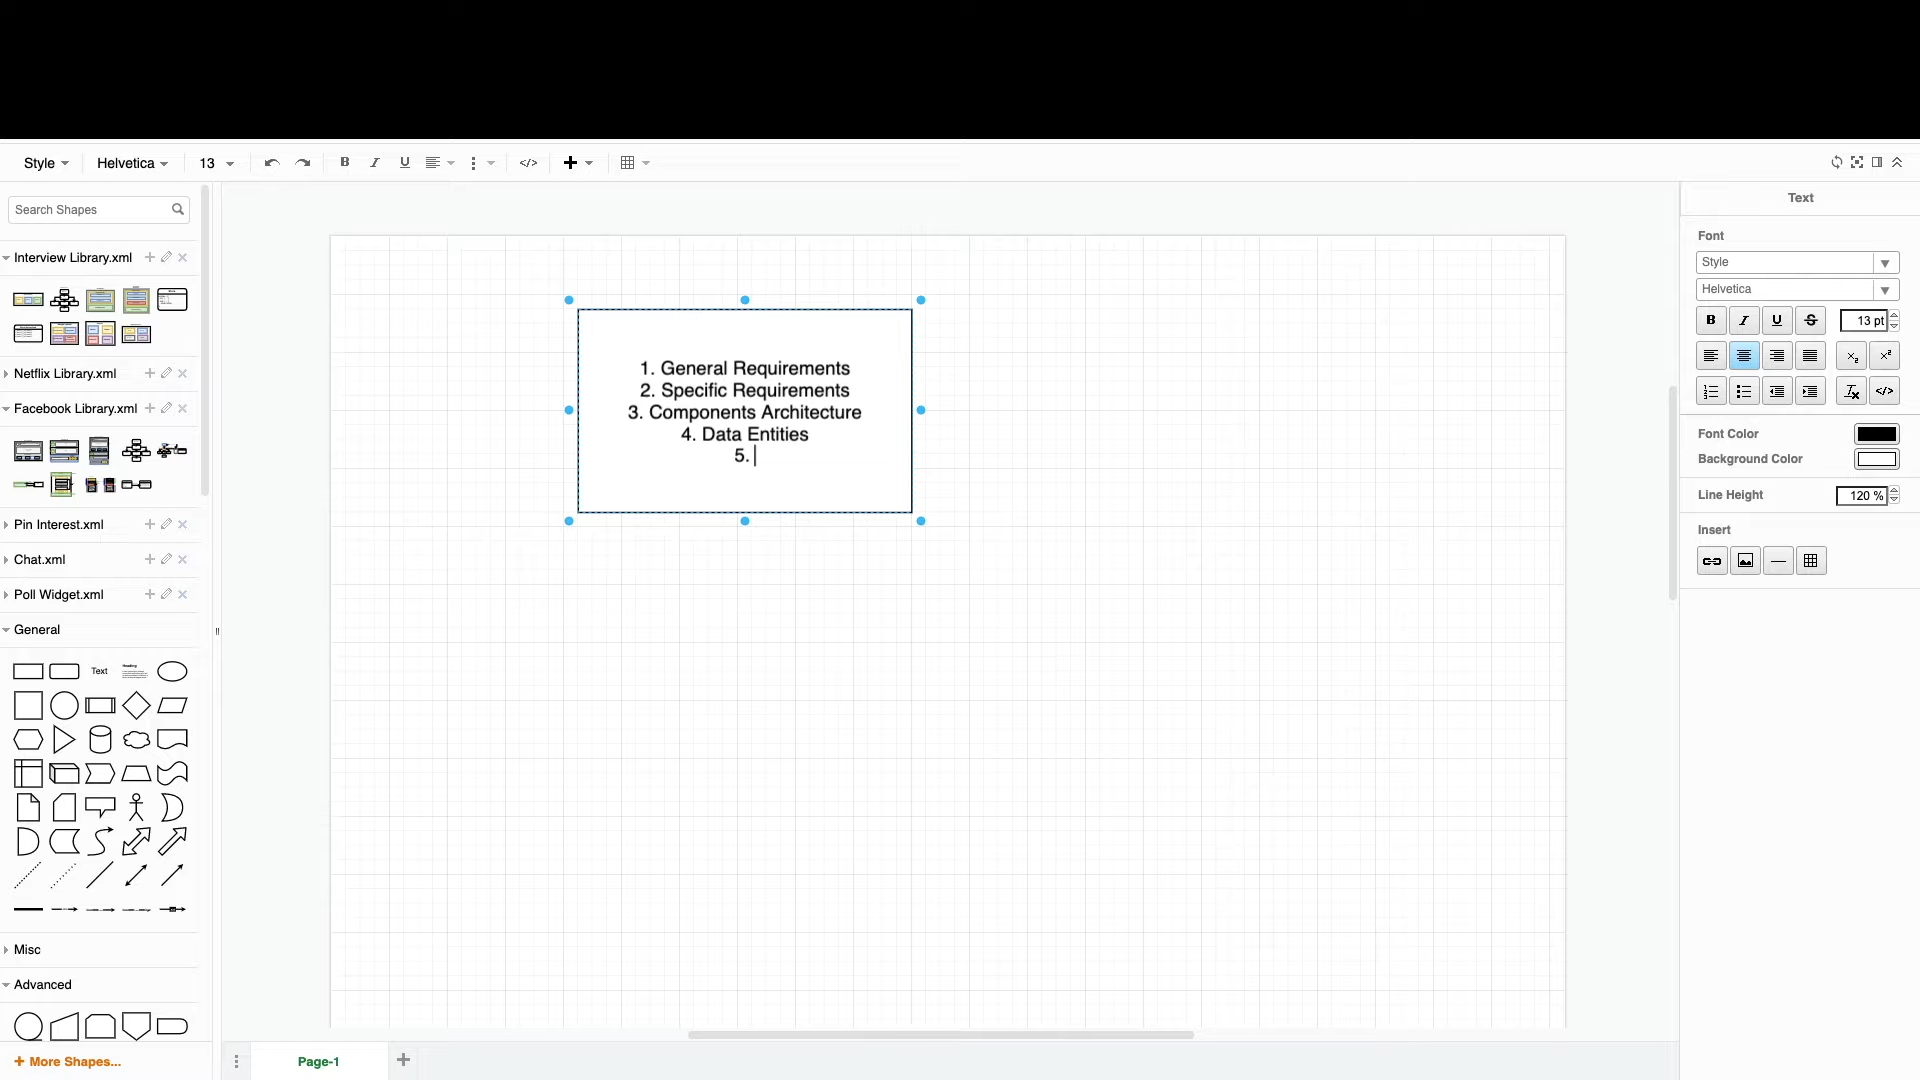 Style
Helvetica
13
B
I
U
</>
Search Shapes
Text
Interview Library.xml
Font
Style
Helvetica
B I U S
13 pt
Netflix Library.xml
Facebook Library.xml
1. General Requirements
2. Specific Requirements
3. Components Architecture
4. Data Entities
5.
Font Color
Background Color
Line Height
120 %
Insert
Pin Interest.xml
Chat.xml
Poll Widget.xml
General
Text
Heading
Misc
Advanced
+ More Shapes...
Page-1